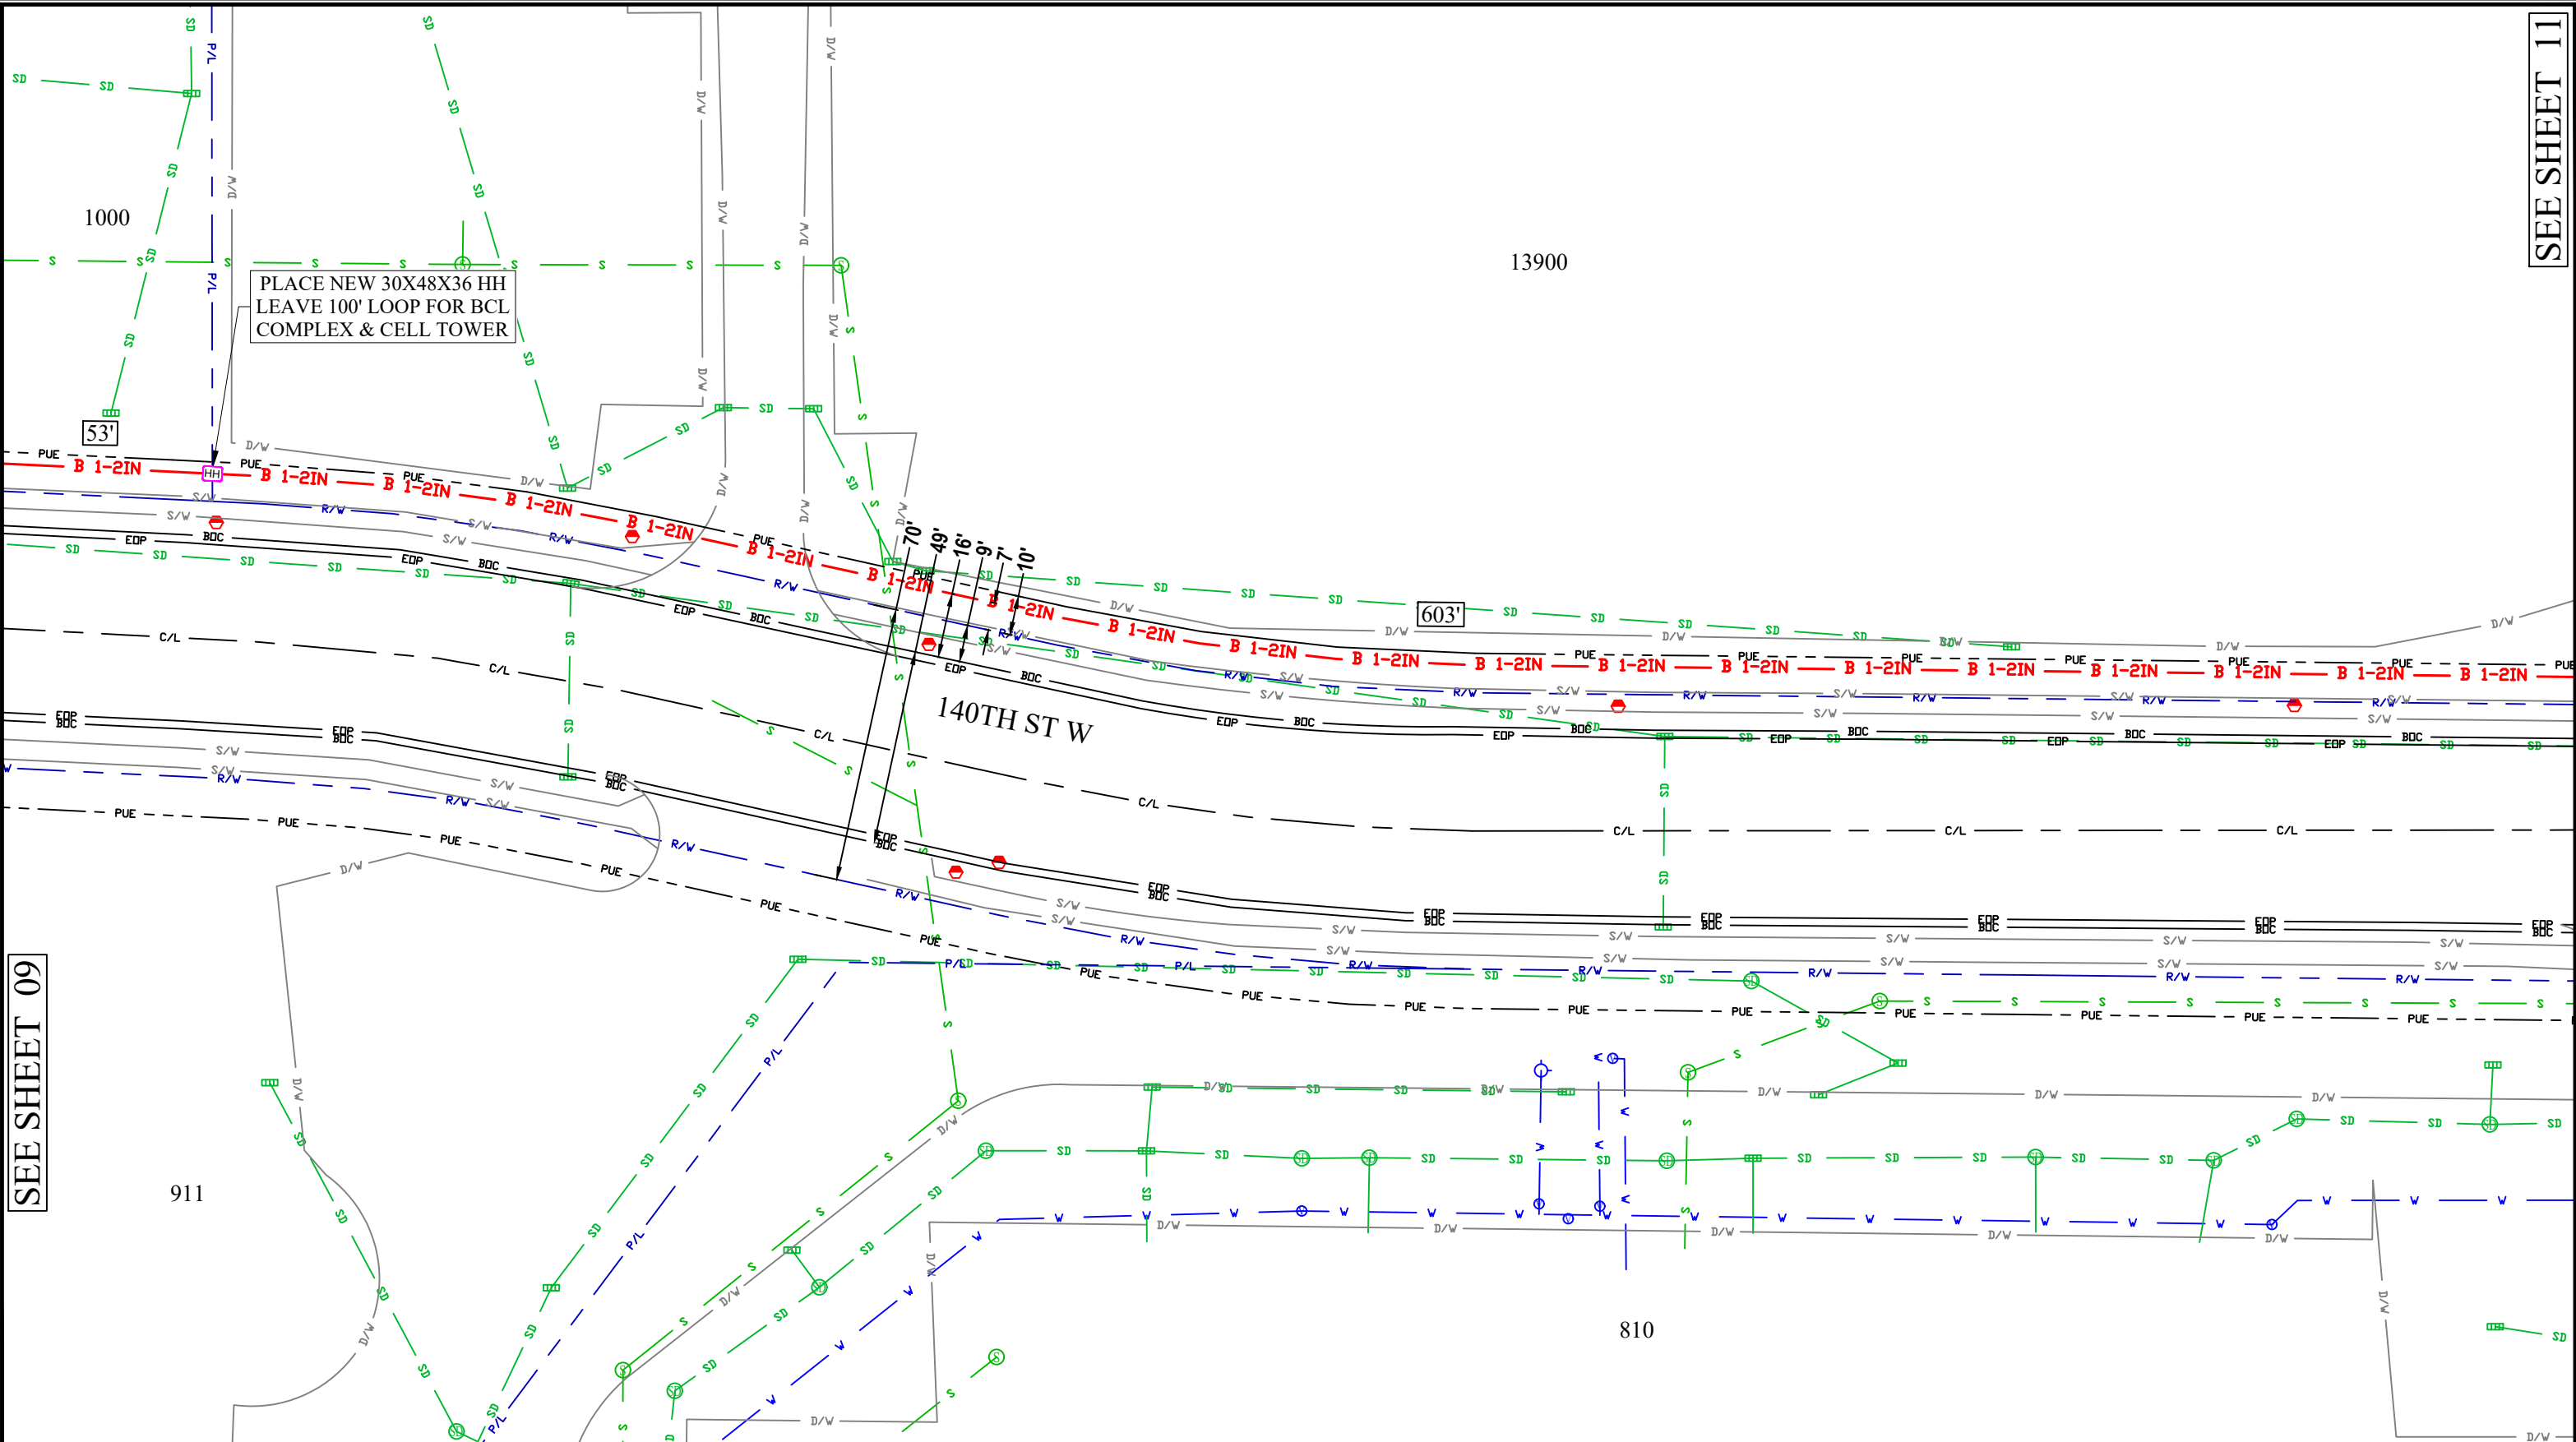 SEE SHEET 11
1000
13900
PLACE NEW 30X48X36 HH
LEAVE 100' LOOP FOR BCL
COMPLEX & CELL TOWER
53'
HH
B 1-2IN
PUE
R/W
S/W
D/W
BOC
EOP
SD
S
P/L
C/L
70'
49'
16'
9'
7'
10'
603'
140TH ST W
SEE SHEET 09
911
W
810